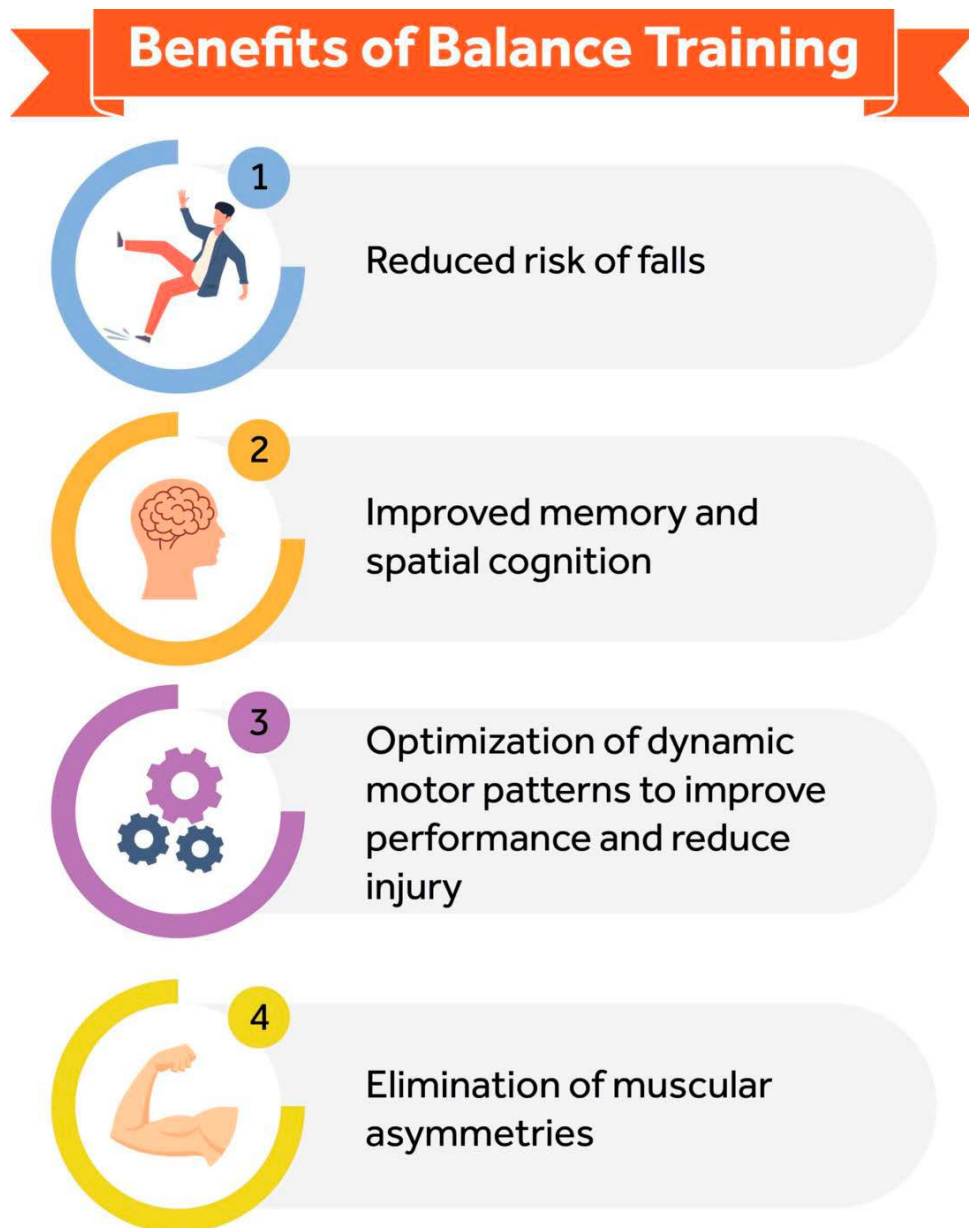 Benefits of Balance Training
1
Reduced risk of falls
2
Improved memory and
spatial cognition
3
Optimization of dynamic
motor patterns to improve
performance and reduce
injury
4
Elimination of muscular
asymmetries